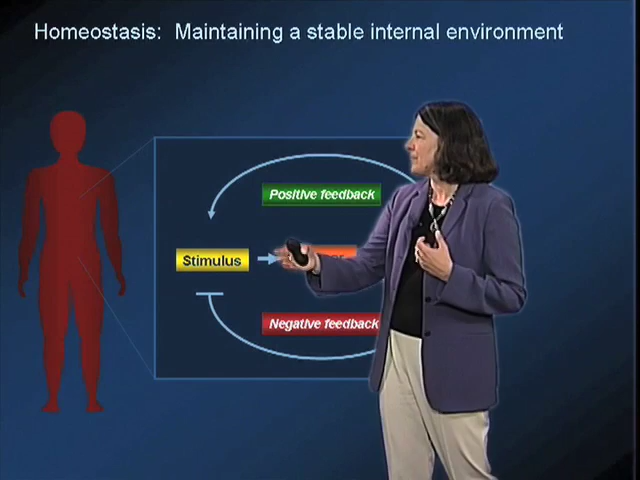 Homeostasis: Maintaining a stable internal environment
Positive feedback
Stimulus
Negative feedback